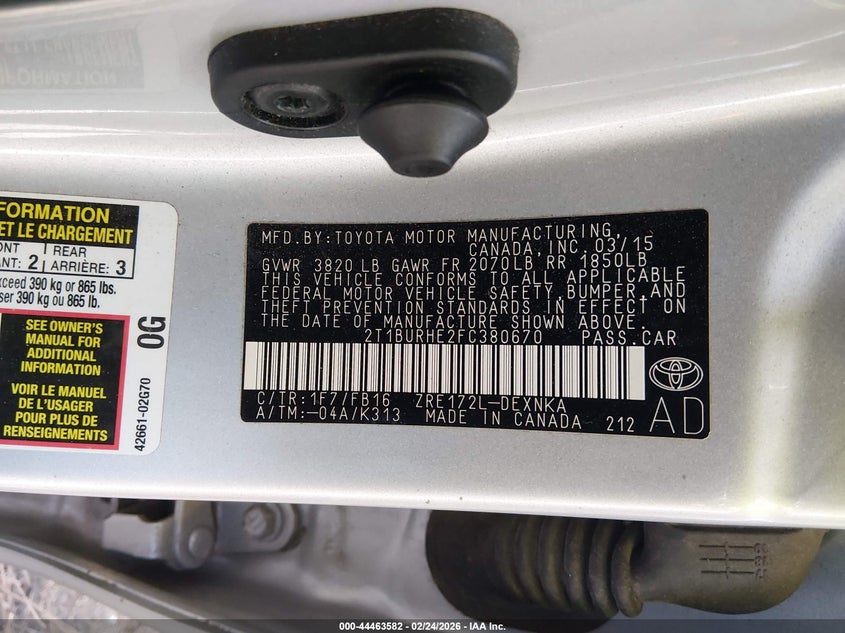 FORMATION
ET LE CHARGEMENT
REAR
2 ARRIÈRE: 3
exceed 390 kg or 865 lbs.
390 kg ou 865 lb.
SEE OWNER'S
MANUAL FOR
ADDITIONAL
INFORMATION
VOIR LE MANUEL
DE L'USAGER
POUR PLUS DE
RENSEIGNEMENTS
0G
42661-02G70
MFD.BY:TOYOTA MOTOR MANUFACTURING,
CANADA,INC.03/15
GVWR 3820 LB GAWR FR 2070LB,RR 1850LB
THIS VEHICLE CONFORMS TO ALL APPLICABLE
FEDERAL MOTOR VEHICLE SAFETY,BUMPER,AND
THEFT PREVENTION STANDARDS IN EFFECT ON
THE DATE OF MANUFACTURE SHOWN ABOVE.
2T1BURHE2FC380670 PASS.CAR
C/TR:1F7/FB16 ZRE172L-DEXNKA
A/TM:-04A/K313 MADE IN CANADA 212
AD
000-44463582 - 02/24/2026 - IAA Inc.